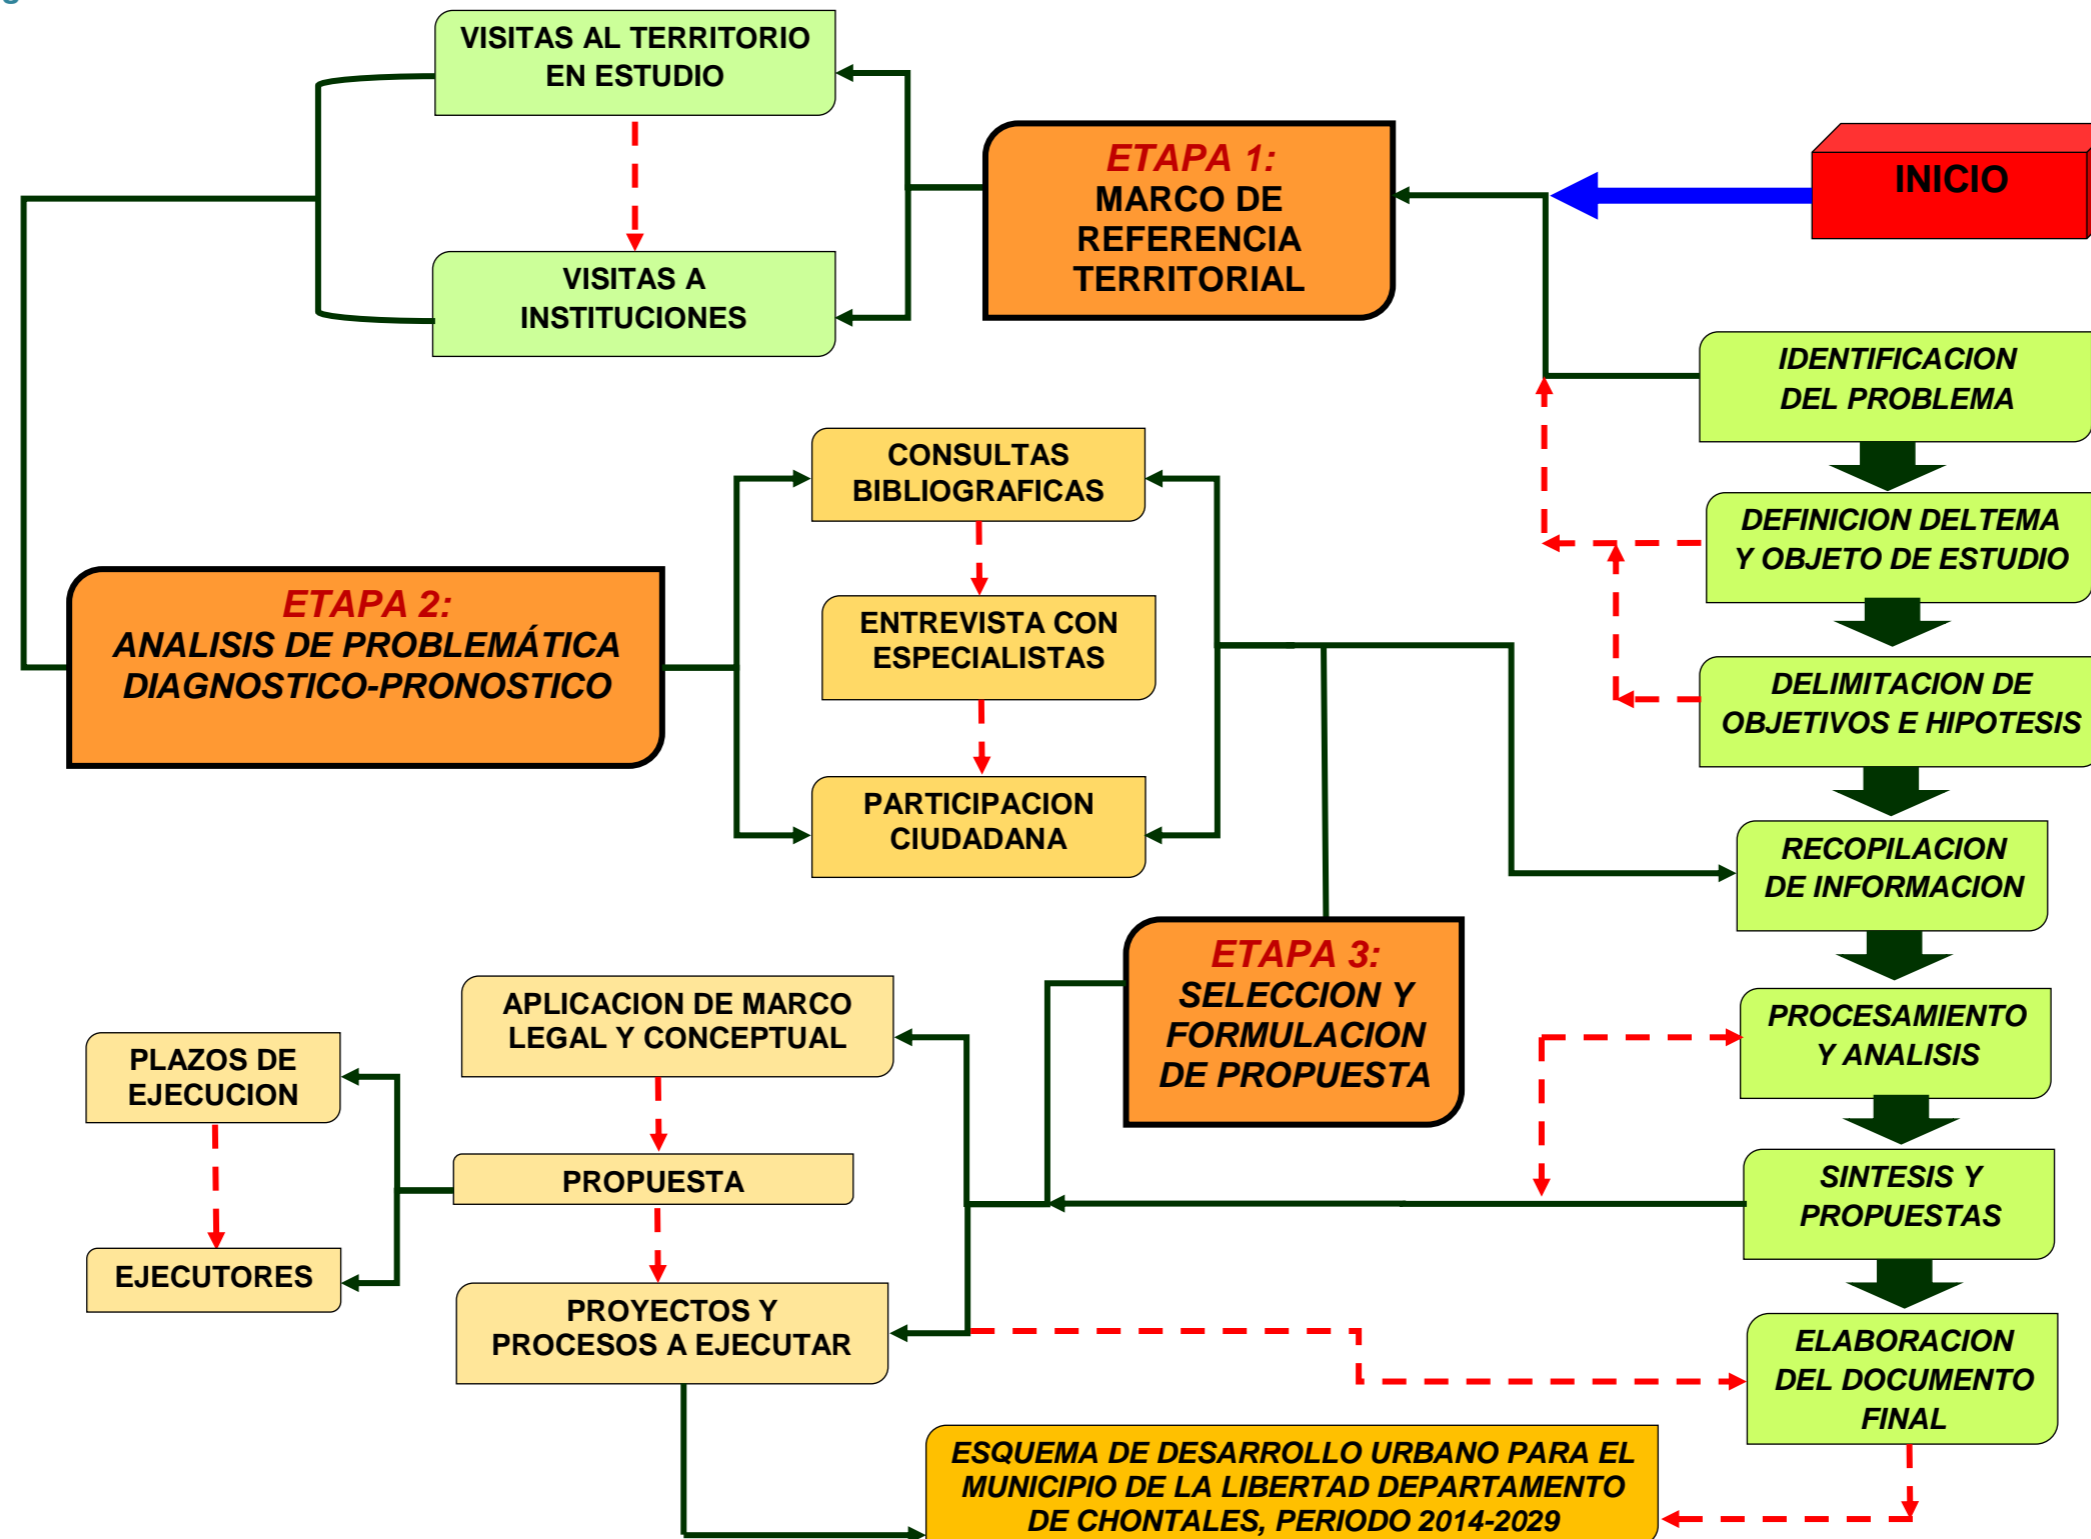 VISITAS AL TERRITORIO
EN ESTUDIO
ETAPA 1:
MARCO DE
REFERENCIA
TERRITORIAL
INICIO
VISITAS A
INSTITUCIONES
IDENTIFICACION
DEL PROBLEMA
CONSULTAS
BIBLIOGRAFICAS
DEFINICION DELTEMA
Y OBJETO DE ESTUDIO
ETAPA 2:
ANALISIS DE PROBLEMÁTICA
DIAGNOSTICO-PRONOSTICO
ENTREVISTA CON
ESPECIALISTAS
DELIMITACION DE
OBJETIVOS E HIPOTESIS
PARTICIPACION
CIUDADANA
RECOPILACION
DE INFORMACION
ETAPA 3:
SELECCION Y
FORMULACION
DE PROPUESTA
APLICACION DE MARCO
LEGAL Y CONCEPTUAL
PROCESAMIENTO
Y ANALISIS
PLAZOS DE
EJECUCION
PROPUESTA
SINTESIS Y
PROPUESTAS
EJECUTORES
PROYECTOS Y
PROCESOS A EJECUTAR
ELABORACION
DEL DOCUMENTO
FINAL
ESQUEMA DE DESARROLLO URBANO PARA EL
MUNICIPIO DE LA LIBERTAD DEPARTAMENTO
DE CHONTALES, PERIODO 2014-2029